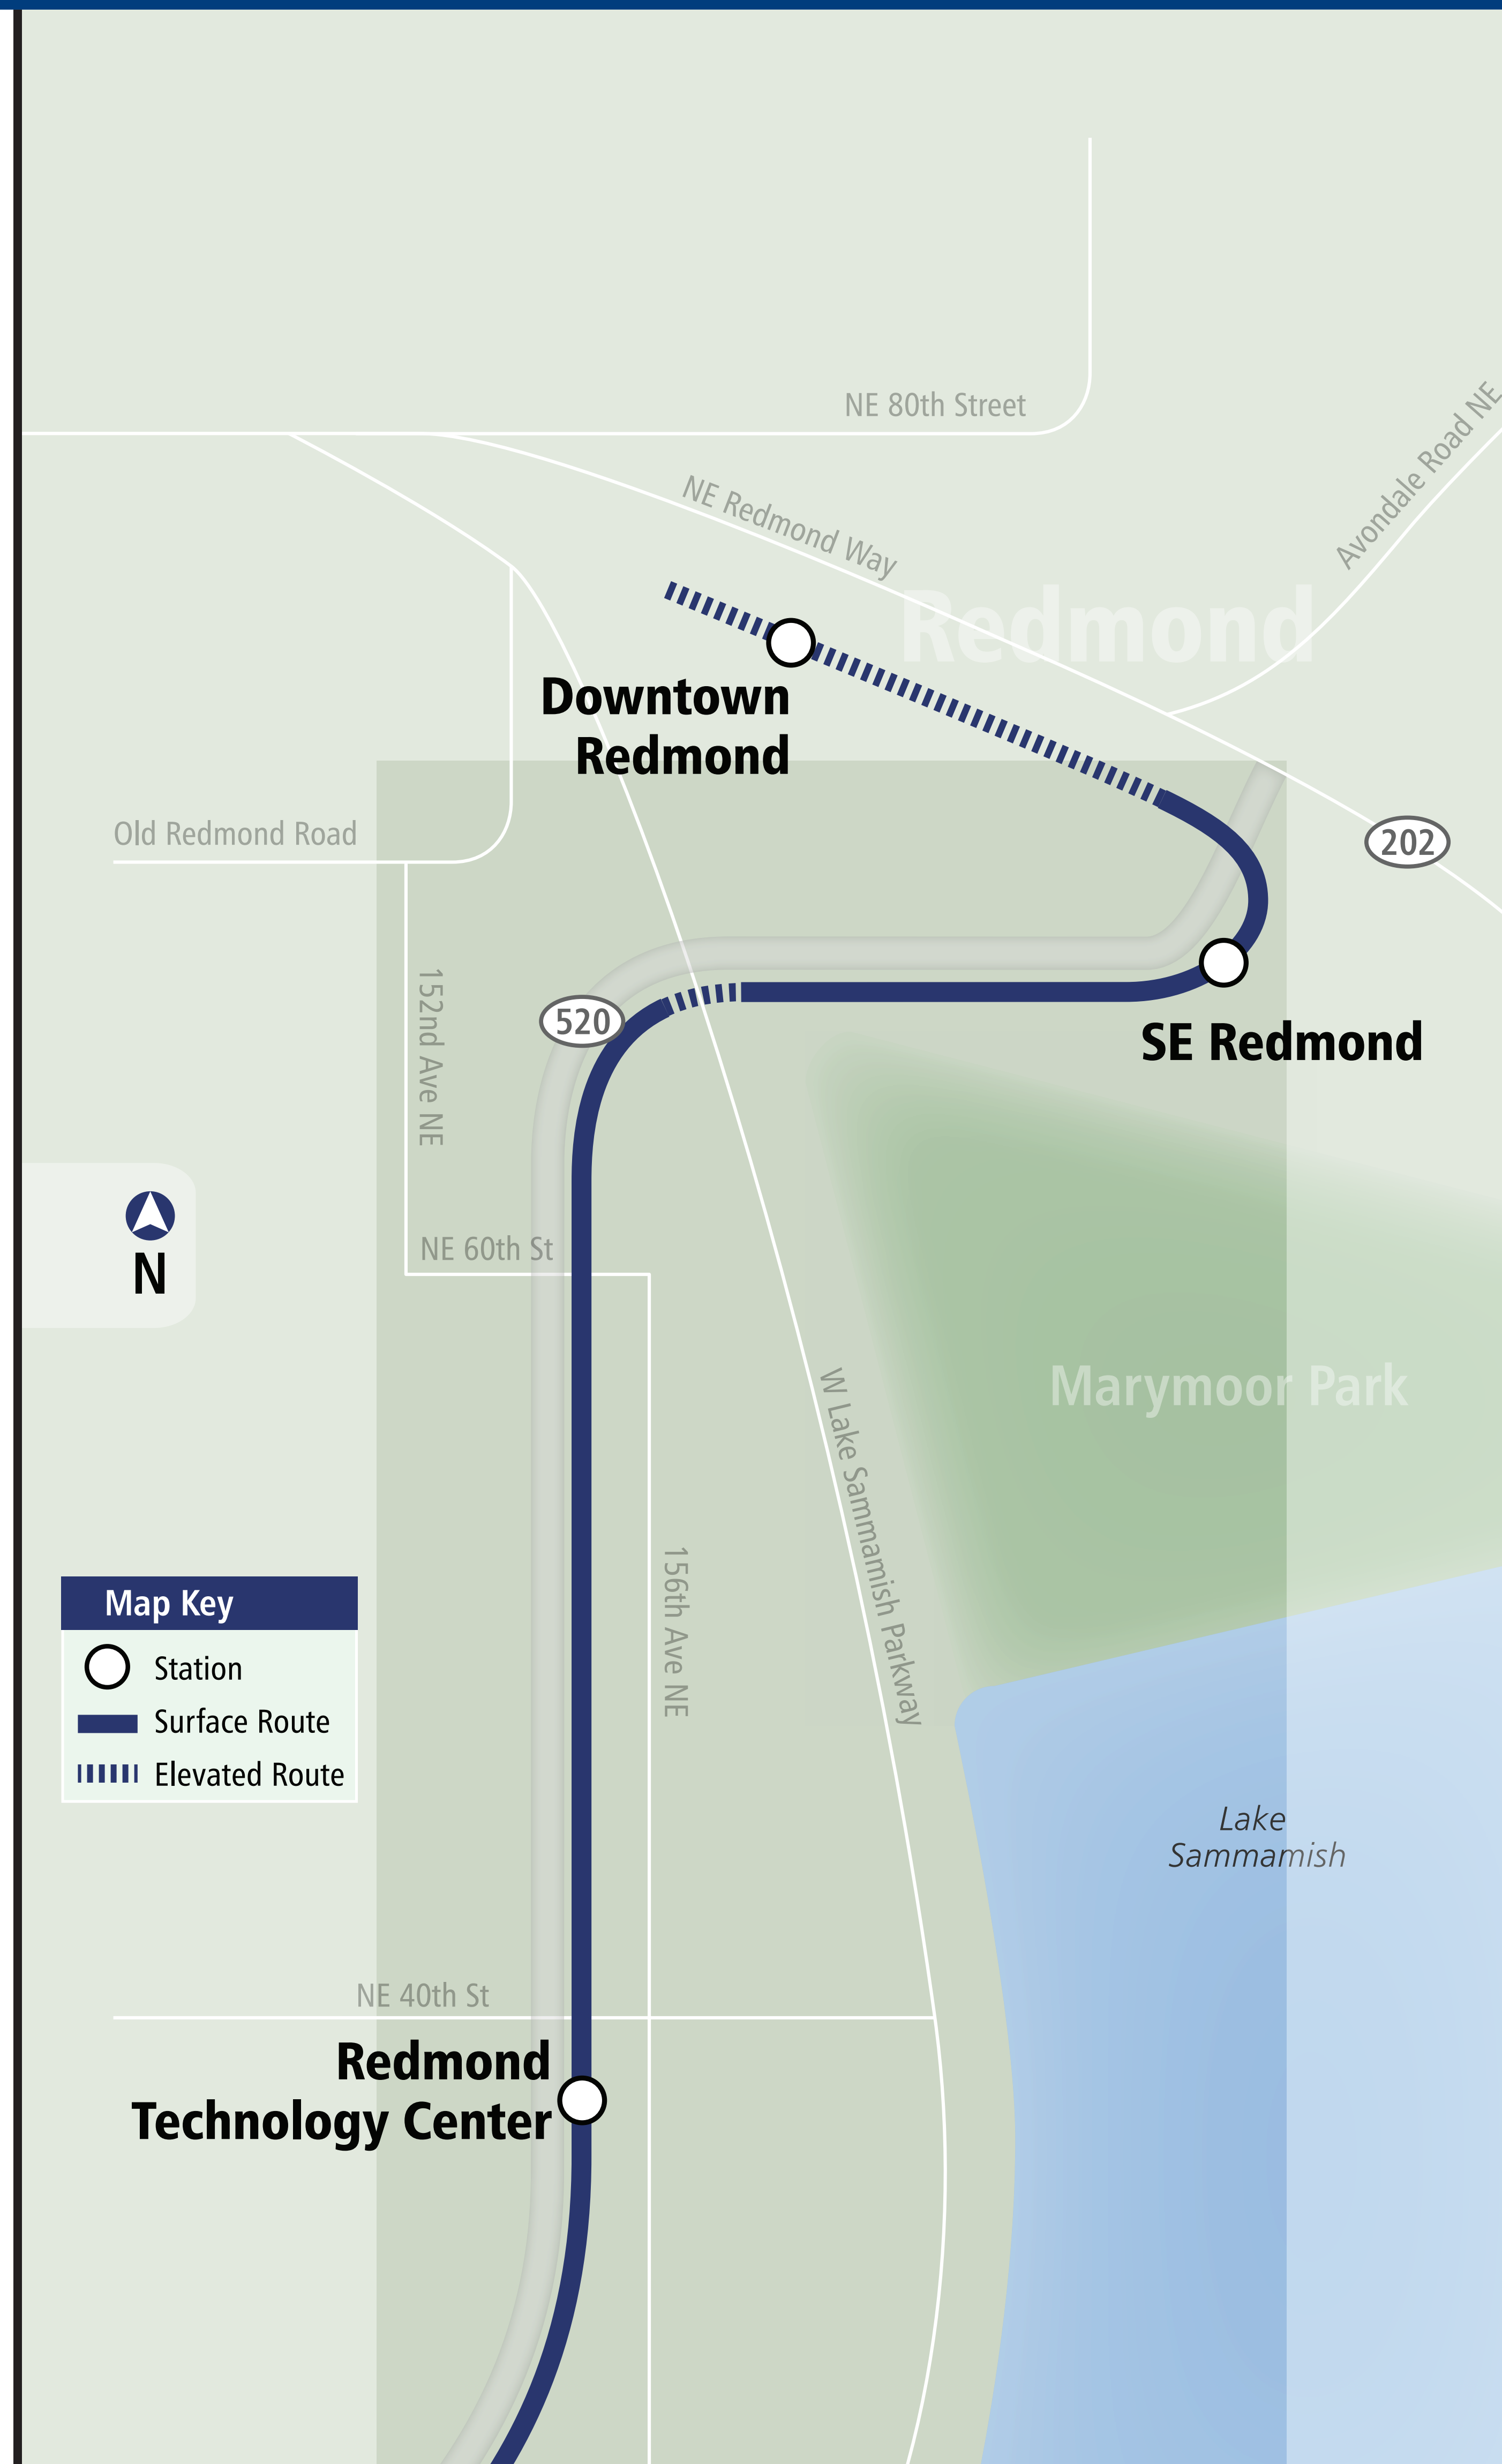 NE 80th Street
Avondale Road NE
NE Redmond Way
Redmond
Downtown
Redmond
Old Redmond Road
202
152nd Ave NE
520
SE Redmond
NE 60th St
N
W Lake Sammamish Parkway
Marymoor Park
156th Ave NE
Map Key
Station
Surface Route
Elevated Route
Lake
Sammamish
NE 40th St
Redmond
Technology Center